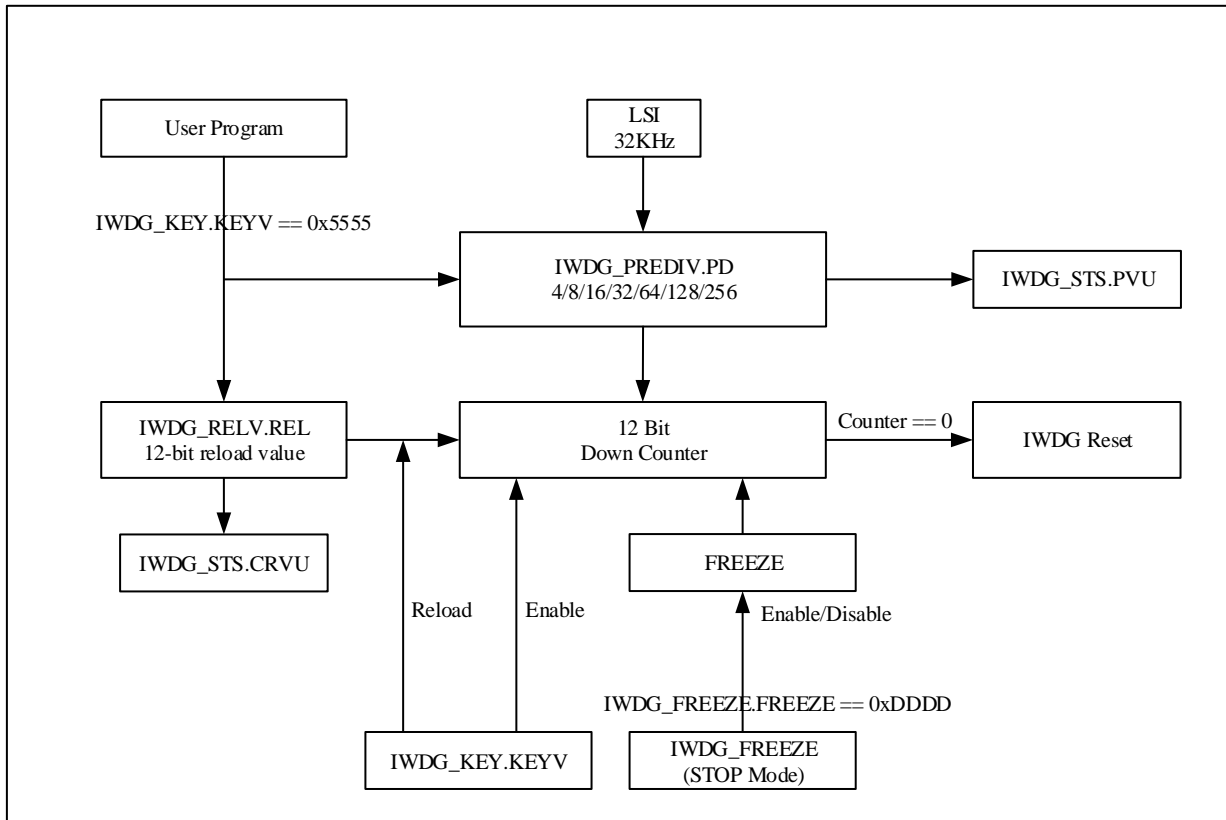 User Program
LSI
32KHz
IWDG_KEY.KEYV == 0x5555
IWDG_PREDIV.PD
4/8/16/32/64/128/256
IWDG_STS.PVU
IWDG_RELV.REL
12-bit reload value
12 Bit
Down Counter
Counter == 0
IWDG Reset
IWDG_STS.CRVU
FREEZE
Reload
Enable
Enable/Disable
IWDG_FREEZE.FREEZE == 0xDDDD
IWDG_KEY.KEYV
IWDG_FREEZE
(STOP Mode)